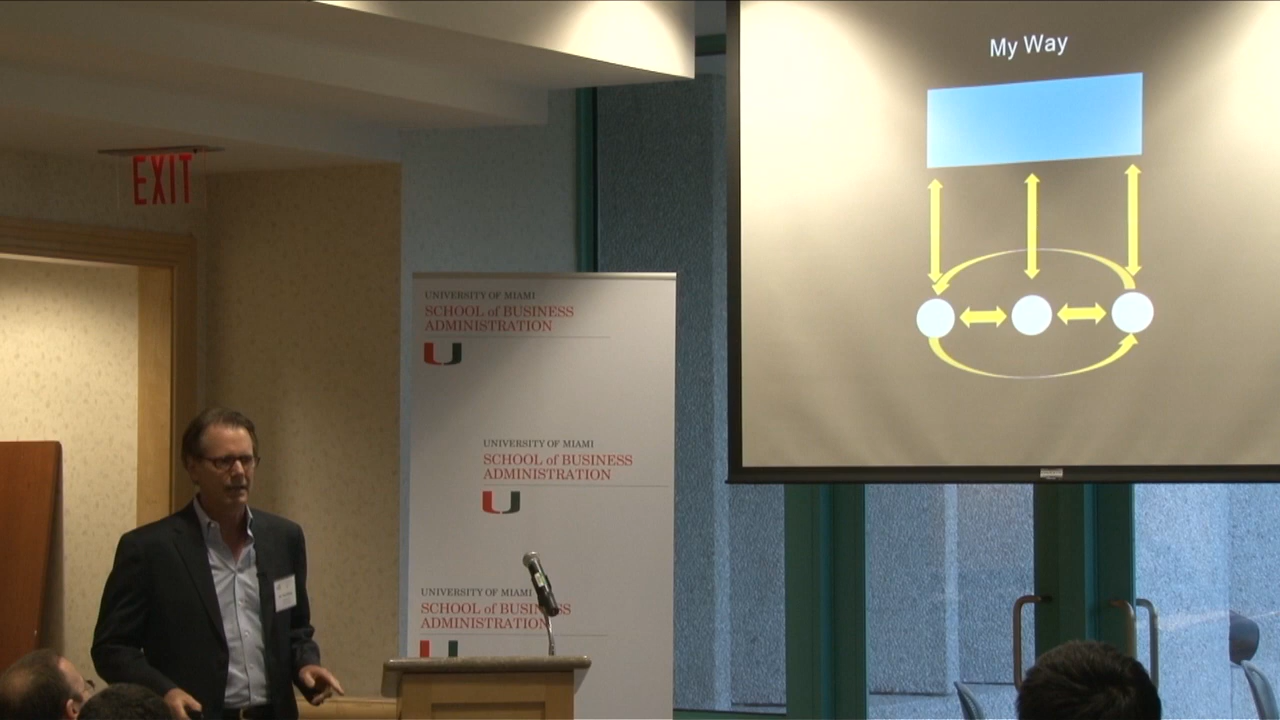 My Way
EXIT
UNIVERSITY OF MIAMI
SCHOOL of BUSINESS
ADMINISTRATION
UNIVERSITY OF MIAMI
SCHOOL of BUSINESS
ADMINISTRATION
UNIVERSITY OF MIAMI
SCHOOL of BUSINESS
ADMINISTRATION